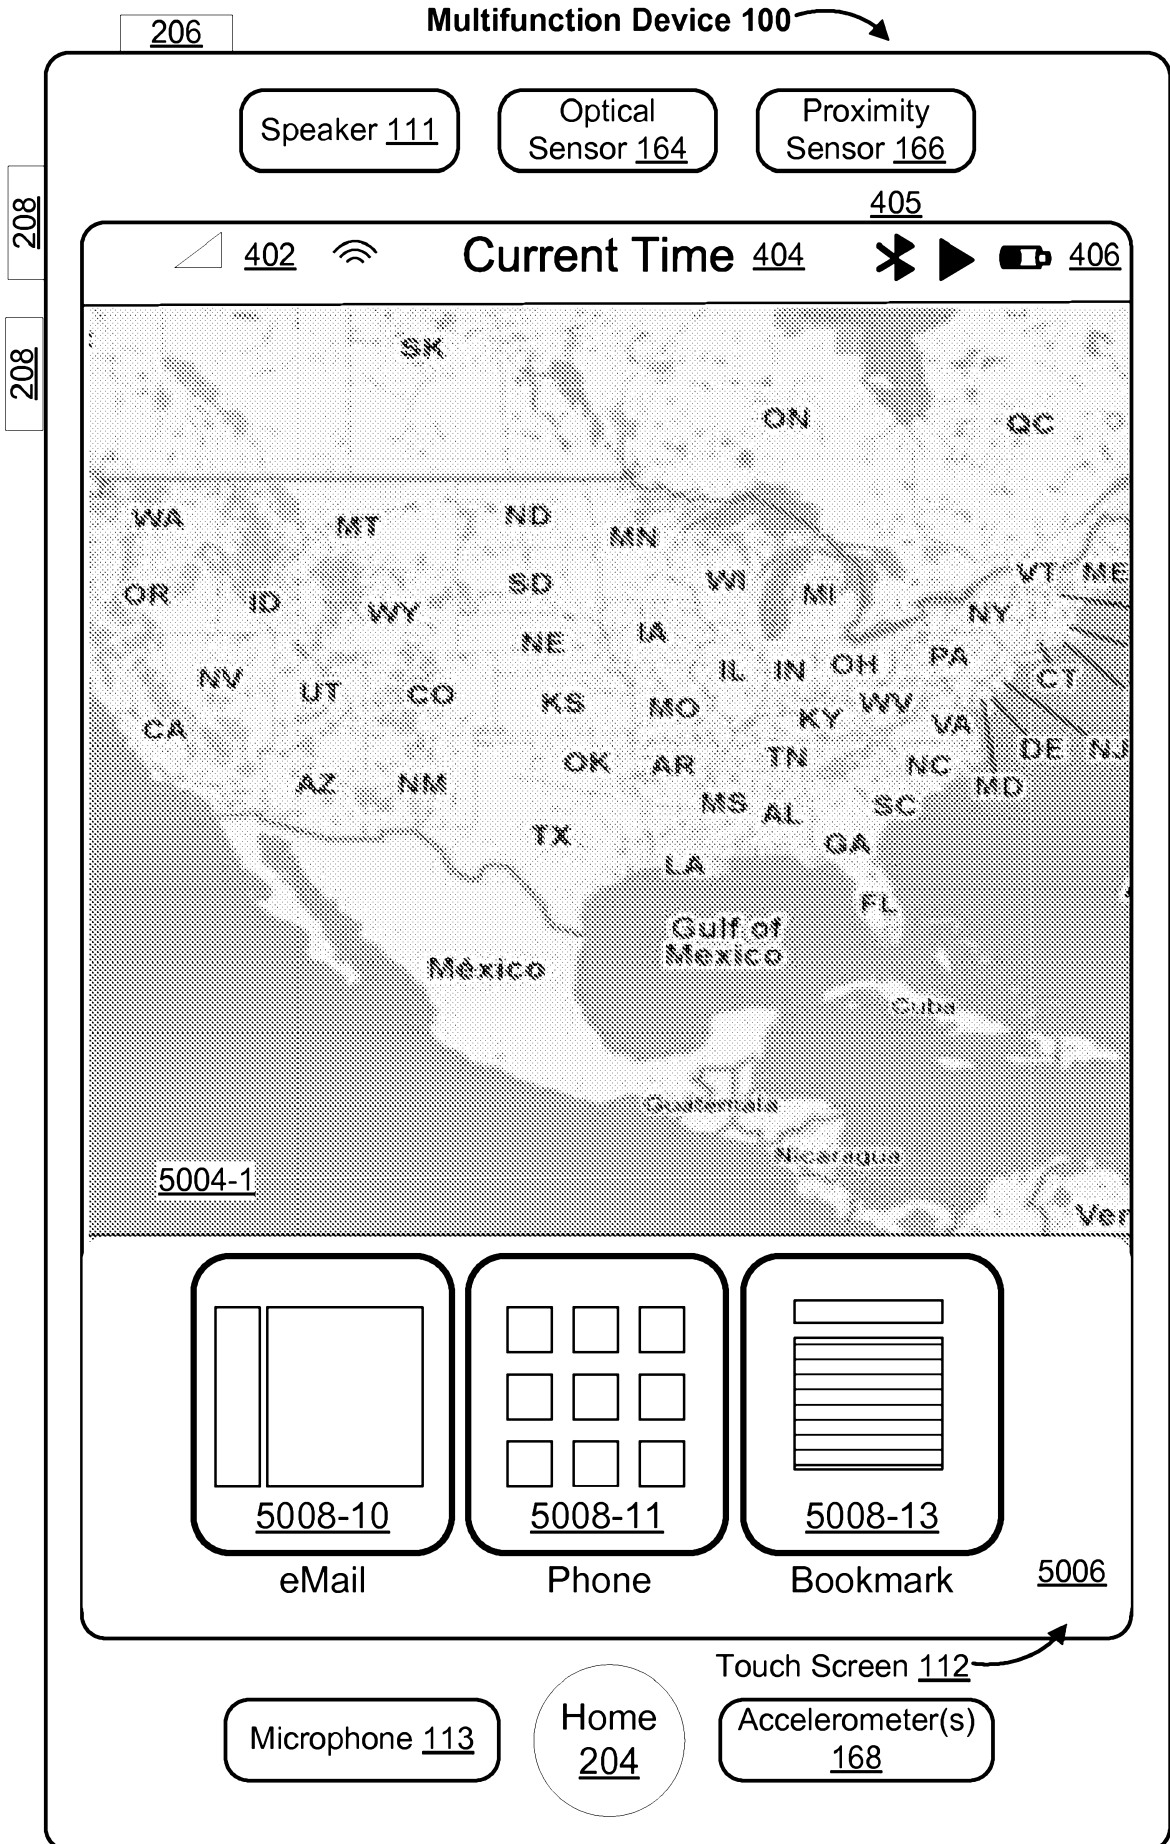 Multifunction Device 100
206
Speaker 111
Optical
Sensor 164
Proximity
Sensor 166
208
208
405
402
Current Time 404
406
SK
ON
QC
WA
MT
ND
MN
OR
ID
WY
SD
WI
MI
VT
ME
NY
NE
IA
NV
UT
CO
IL
IN
OH
PA
CT
CA
KS
MO
KY
WV
VA
AZ
NM
OK
AR
TN
NC
MD
DE
NJ
TX
MS
AL
SC
LA
GA
FL
Gulf of
Mexico
México
Cuba
Guatemala
Nicaragua
Ven
5004-1
5008-10
5008-11
5008-13
eMail
Phone
Bookmark
5006
Touch Screen 112
Microphone 113
Home
204
Accelerometer(s)
168